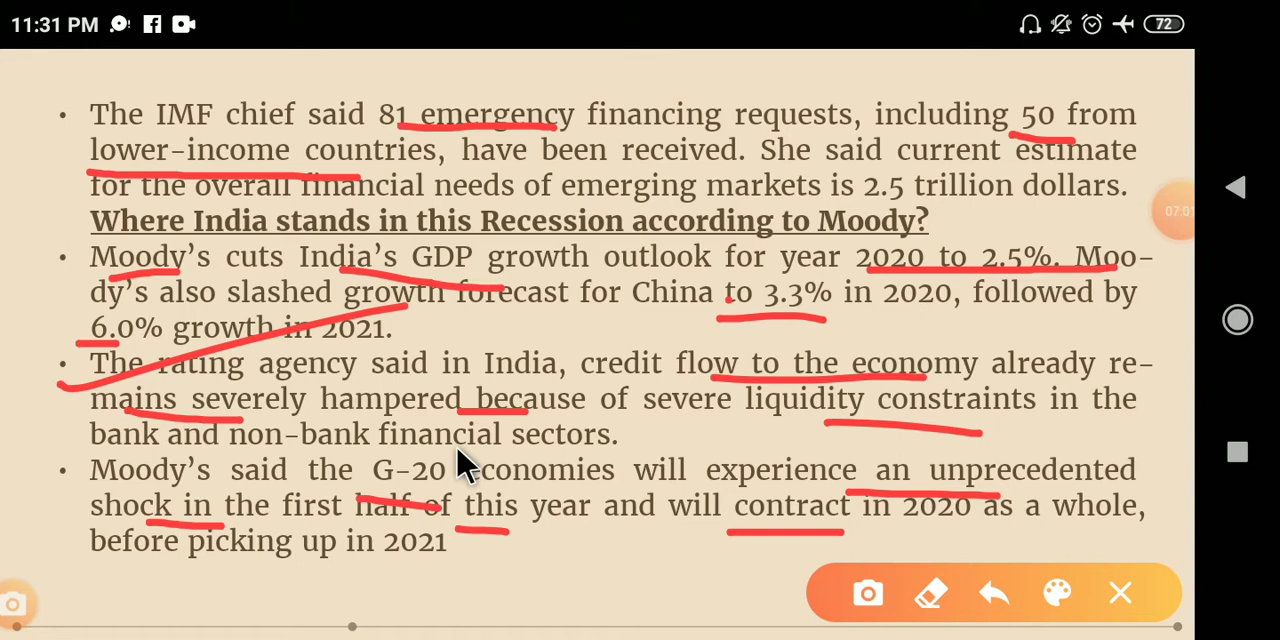 11:31 PM
72
• The IMF chief said 81 emergency financing requests, including 50 from
lower-income countries, have been received. She said current estimate
for the overall financial needs of emerging markets is 2.5 trillion dollars.
07:01
Where India stands in this Recession according to Moody?
• Moody’s cuts India’s GDP growth outlook for year 2020 to 2.5%. Moo-
dy’s also slashed growth forecast for China to 3.3% in 2020, followed by
6.0% growth in 2021.
• The rating agency said in India, credit flow to the economy already re-
mains severely hampered because of severe liquidity constraints in the
bank and non-bank financial sectors.
• Moody’s said the G-20 economies will experience an unprecedented
shock in the first half of this year and will contract in 2020 as a whole,
before picking up in 2021